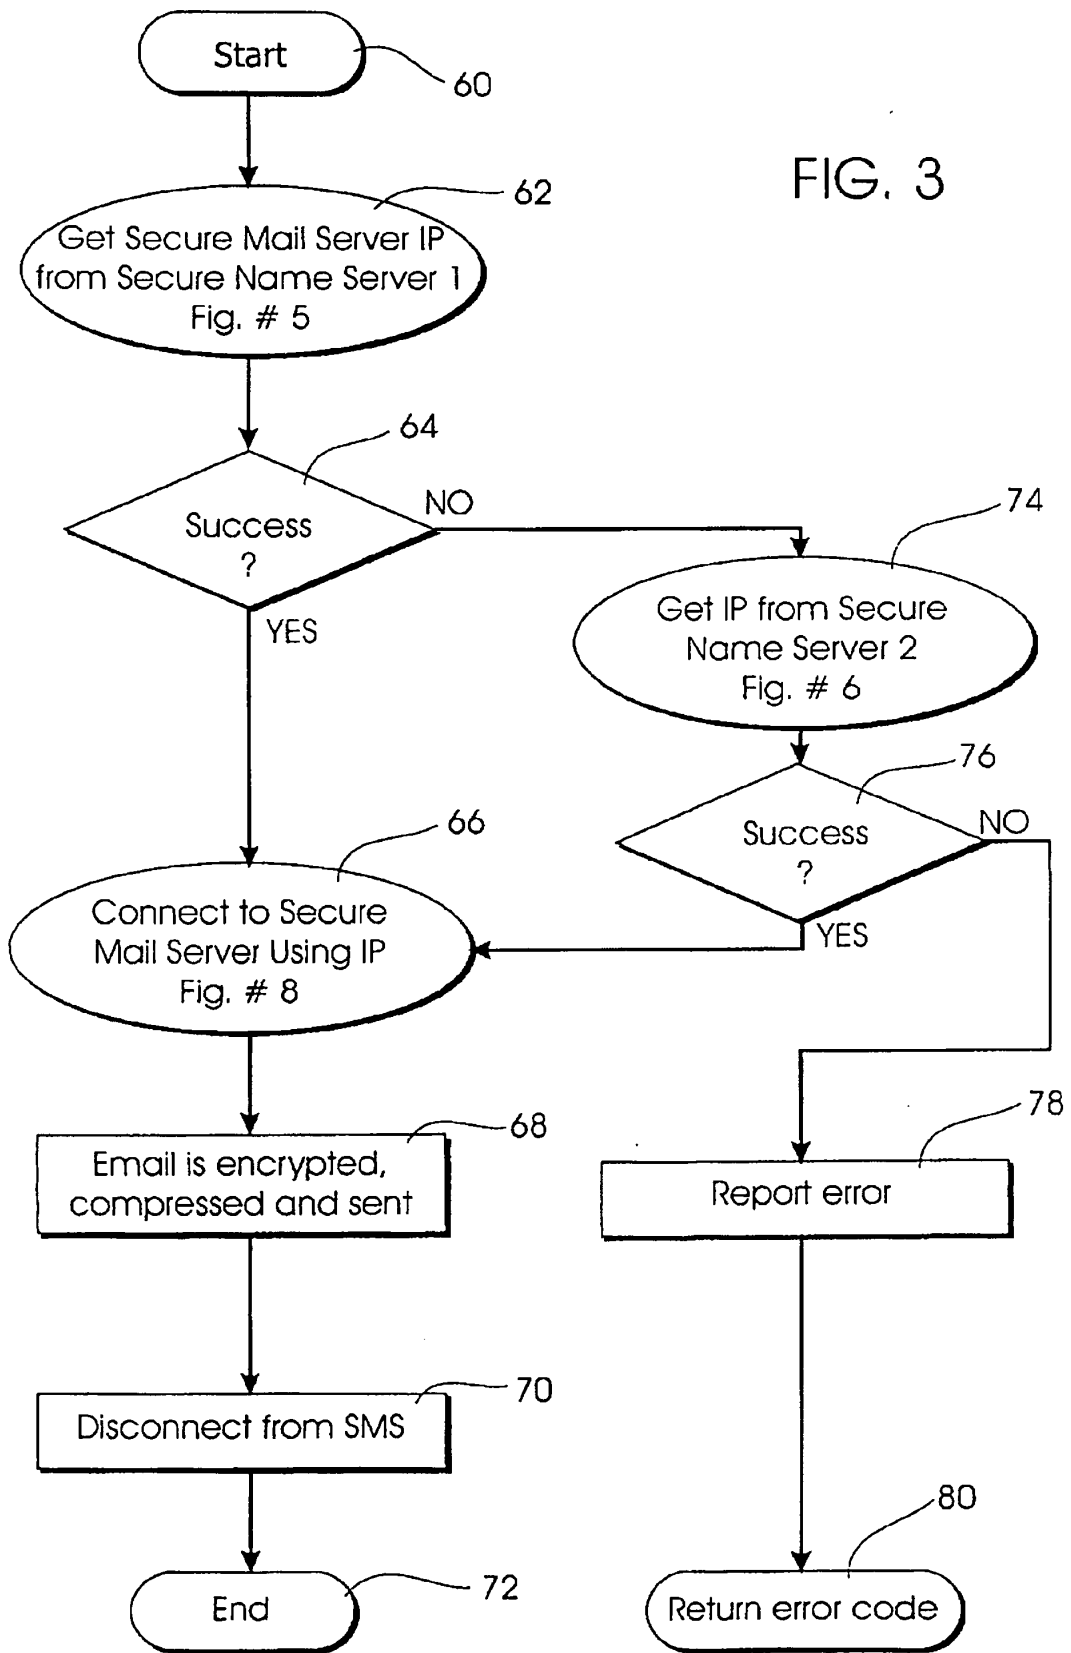 Start
60
FIG. 3
62
Get Secure Mail Server IP
from Secure Name Server 1
Fig. # 5
64
Success
?
NO
YES
74
Get IP from Secure
Name Server 2
Fig. # 6
76
Success
?
NO
YES
66
Connect to Secure
Mail Server Using IP
Fig. # 8
68
Email is encrypted,
compressed and sent
78
Report error
70
Disconnect from SMS
72
End
80
Return error code